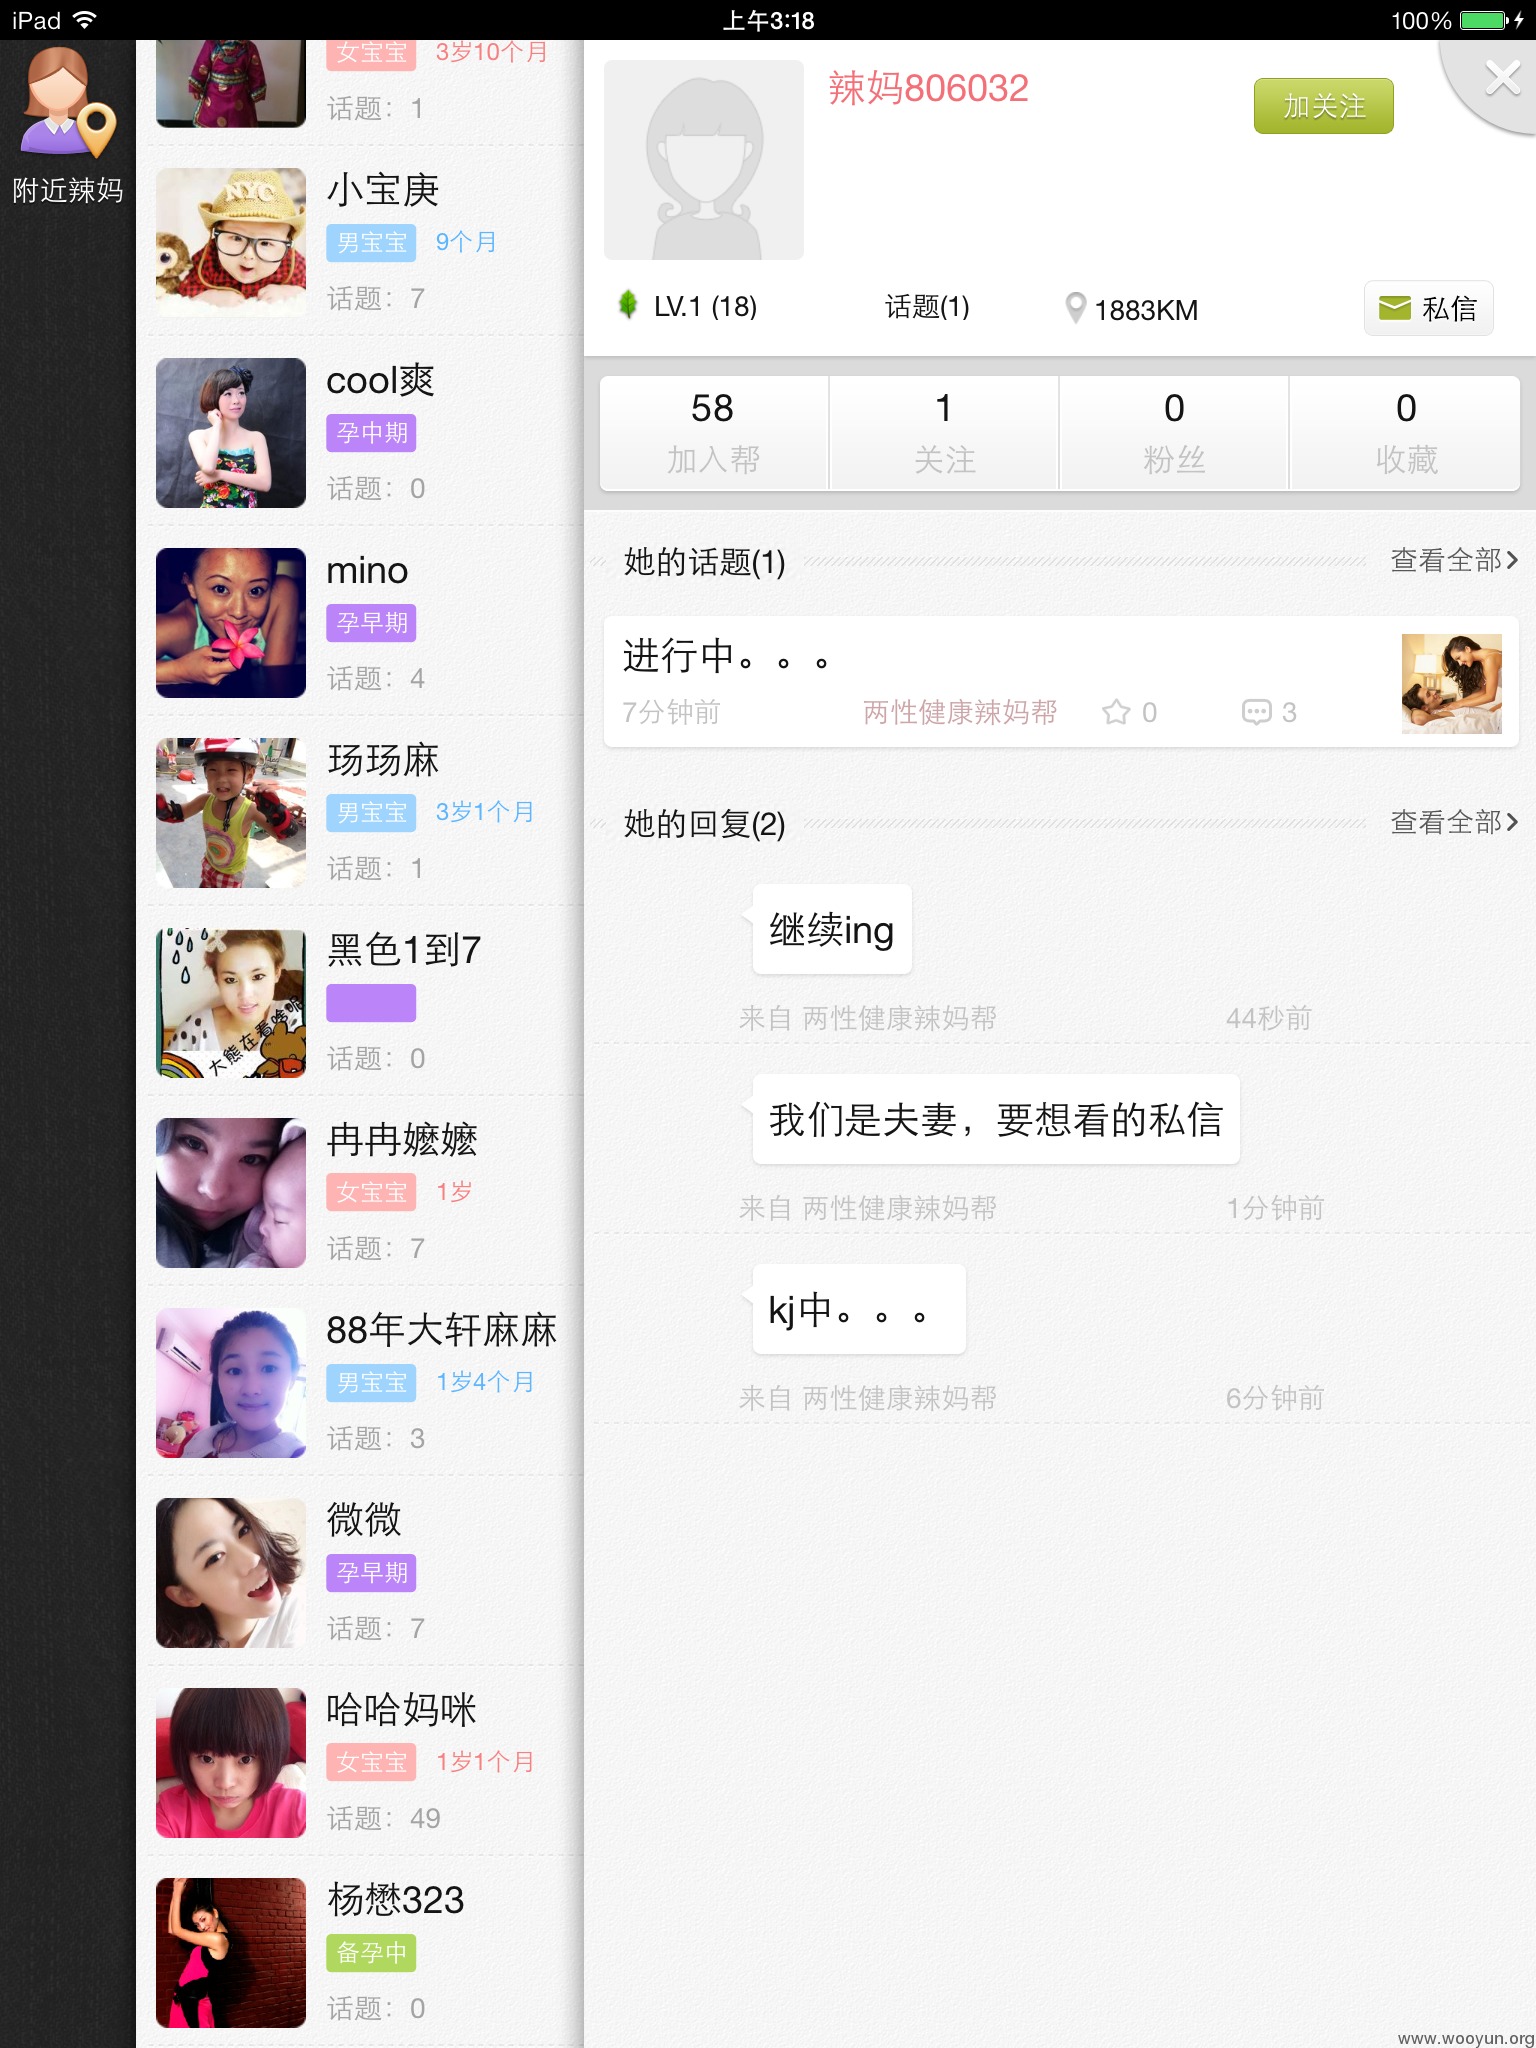 iPad
上午3:18
100%
附近辣妈
女宝宝 3岁10个月
话题：1
小宝庚
男宝宝 9个月
话题：7
cool爽
孕中期
话题：0
mino
孕早期
话题：4
玚玚麻
男宝宝 3岁1个月
话题：1
黑色1到7
话题：0
冉冉嬷嬷
女宝宝 1岁
话题：7
88年大轩麻麻
男宝宝 1岁4个月
话题：3
微微
孕早期
话题：7
哈哈妈咪
女宝宝 1岁1个月
话题：49
杨懋323
备孕中
话题：0
NYC
大熊在看啥呢
辣妈806032
加关注
LV.1 (18)
话题(1)
1883KM
私信
58
加入帮
1
关注
0
粉丝
0
收藏
她的话题(1)
查看全部
进行中。。。
7分钟前 两性健康辣妈帮 0 3
她的回复(2)
查看全部
继续ing
来自 两性健康辣妈帮 44秒前
我们是夫妻，要想看的私信
来自 两性健康辣妈帮 1分钟前
kj中。。。
来自 两性健康辣妈帮 6分钟前
www.wooyun.org